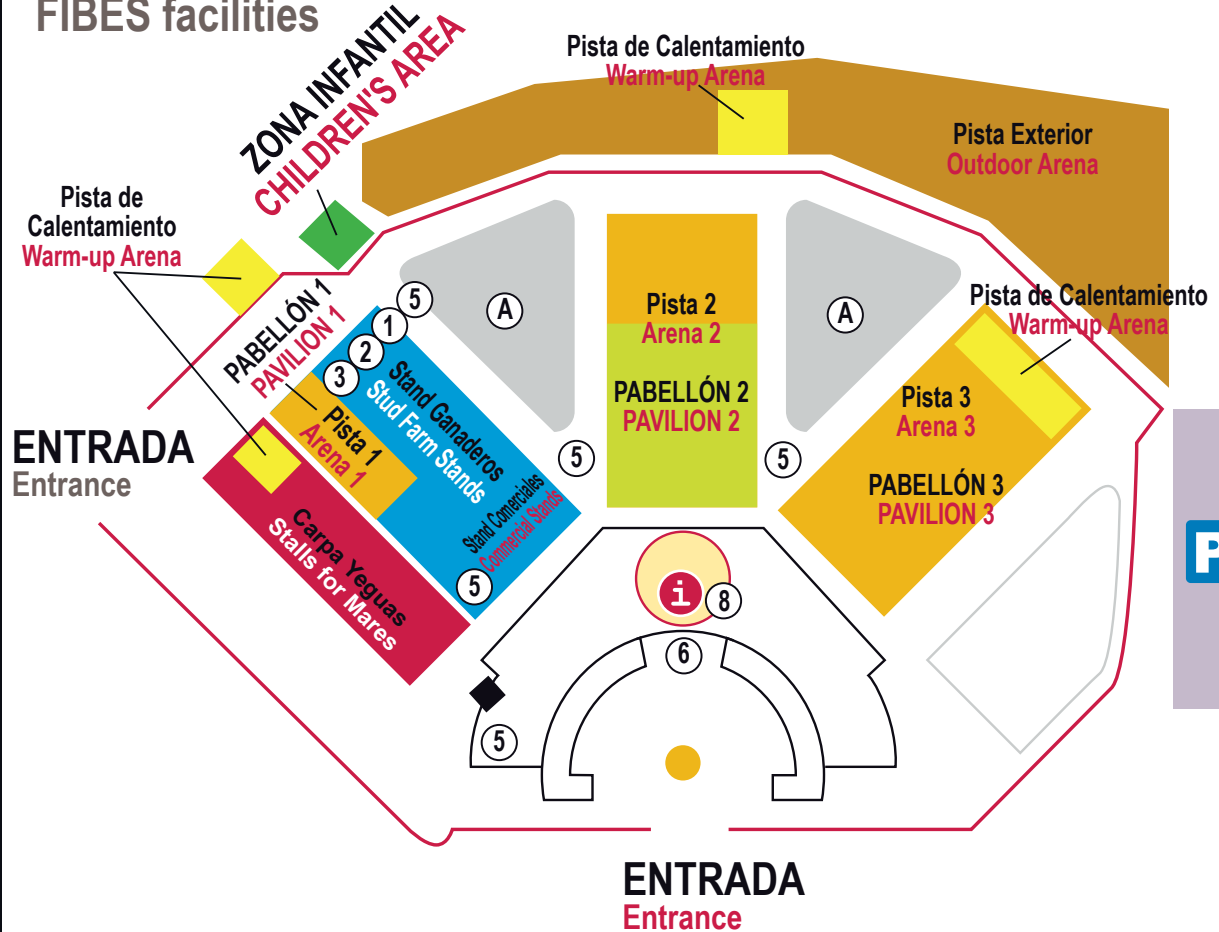 FIBES facilities
ZONA INFANTIL
CHILDREN'S AREA
Pista de Calentamiento
Warm-up Arena
Pista Exterior
Outdoor Arena
Pista de
Calentamiento
Warm-up Arena
PABELLÓN 1
PAVILION 1
5
1
2
3
A
Pista 2
Arena 2
PABELLÓN 2
PAVILION 2
A
Pista de Calentamiento
Warm-up Arena
Pista 3
Arena 3
PABELLÓN 3
PAVILION 3
Stand Ganaderos
Stud Farm Stands
Pista 1
Arena 1
Stand Comerciales
Commercial Stands
5
5
5
ENTRADA
Entrance
Carpa Yeguas
Stalls for Mares
i
8
6
5
P
ENTRADA
Entrance